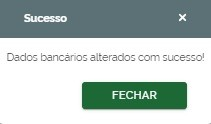 Sucesso ×
Dados bancários alterados com sucesso!
FECHAR